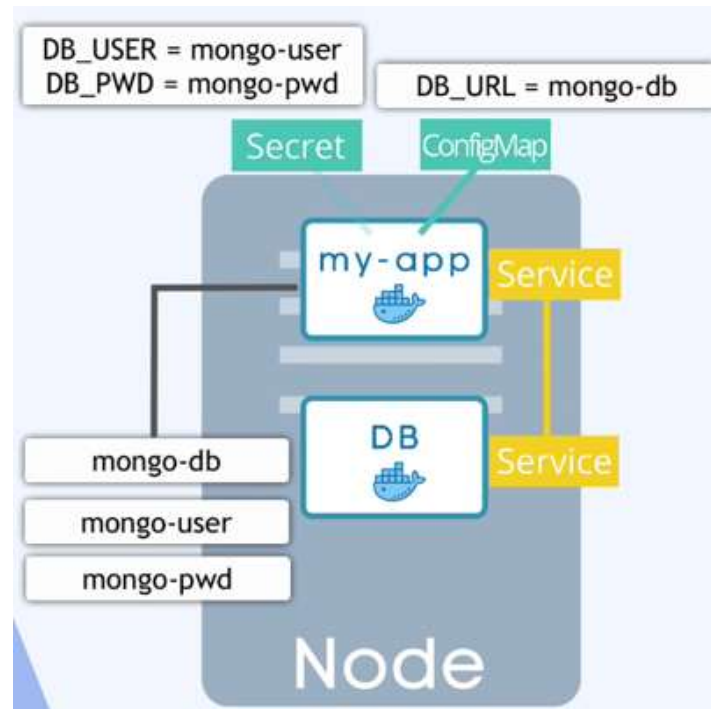 DB_USER = mongo-user
DB_PWD = mongo-pwd
DB_URL = mongo-db
Secret
ConfigMap
my-app
Service
DB
Service
mongo-db
mongo-user
mongo-pwd
Node